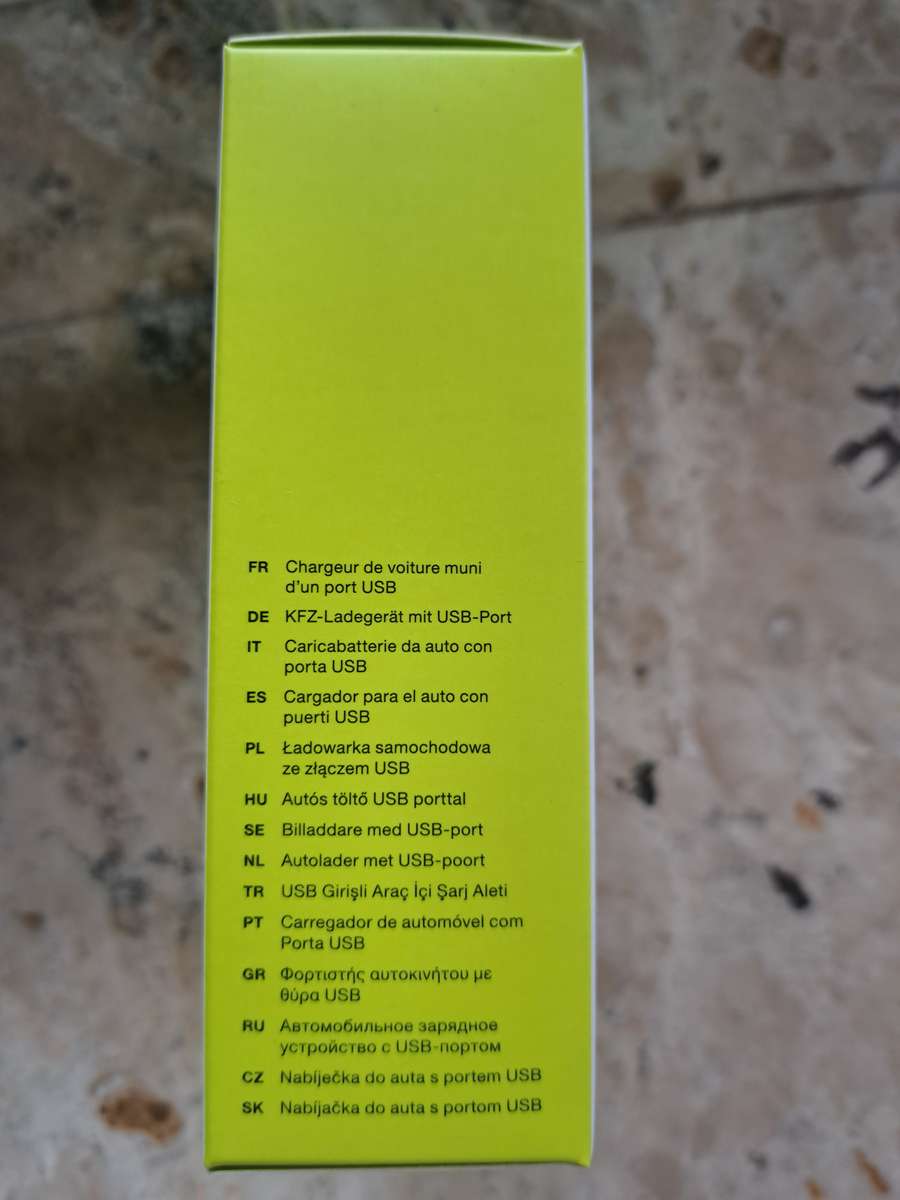 FR Chargeur de voiture muni
d'un port USB
DE KFZ-Ladegerät mit USB-Port
IT Caricabatterie da auto con
porta USB
ES Cargador para el auto con
puerti USB
PL Ładowarka samochodowa
ze złączem USB
HU Autós töltő USB porttal
SE Billaddare med USB-port
NL Autolader met USB-poort
TR USB Girişli Araç İçi Şarj Aleti
PT Carregador de automóvel com
Porta USB
GR Φορτιστής αυτοκινήτου με
θύρα USB
RU Автомобильное зарядное
устройство с USB-портом
CZ Nabíječka do auta s portem USB
SK Nabíjačka do auta s portom USB